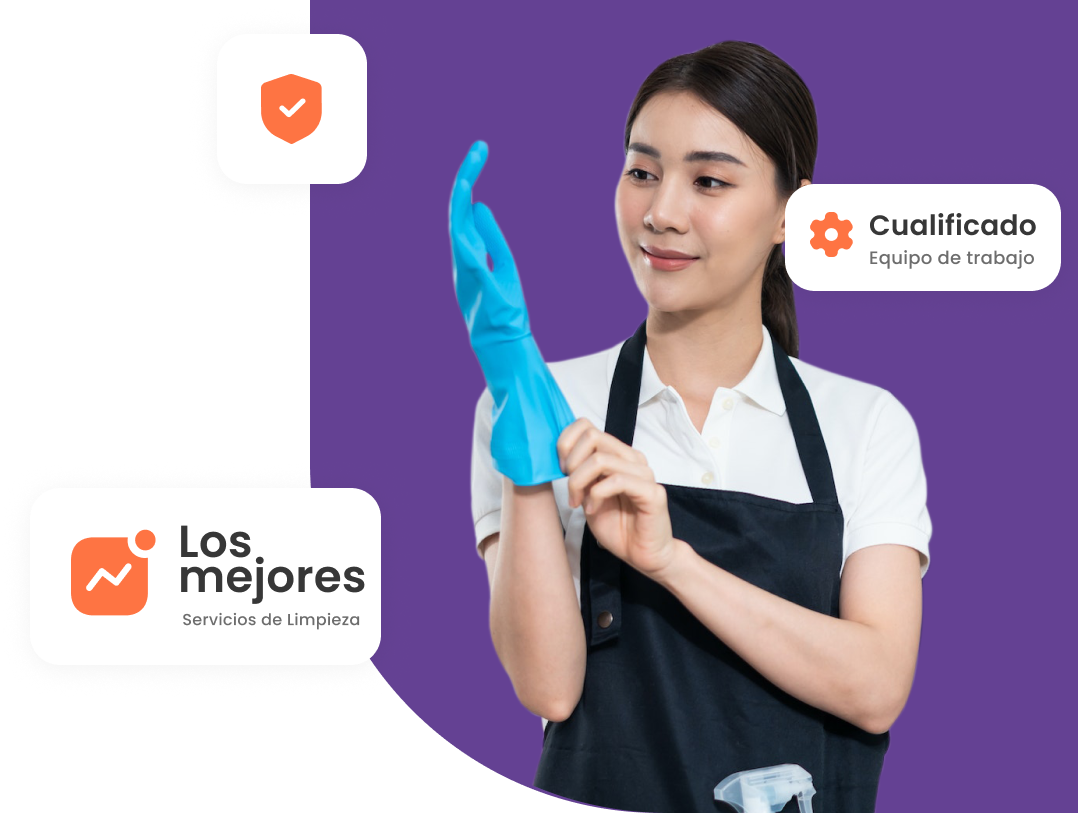 Cualificado
Equipo de trabajo
Los
mejores
Servicios de Limpieza